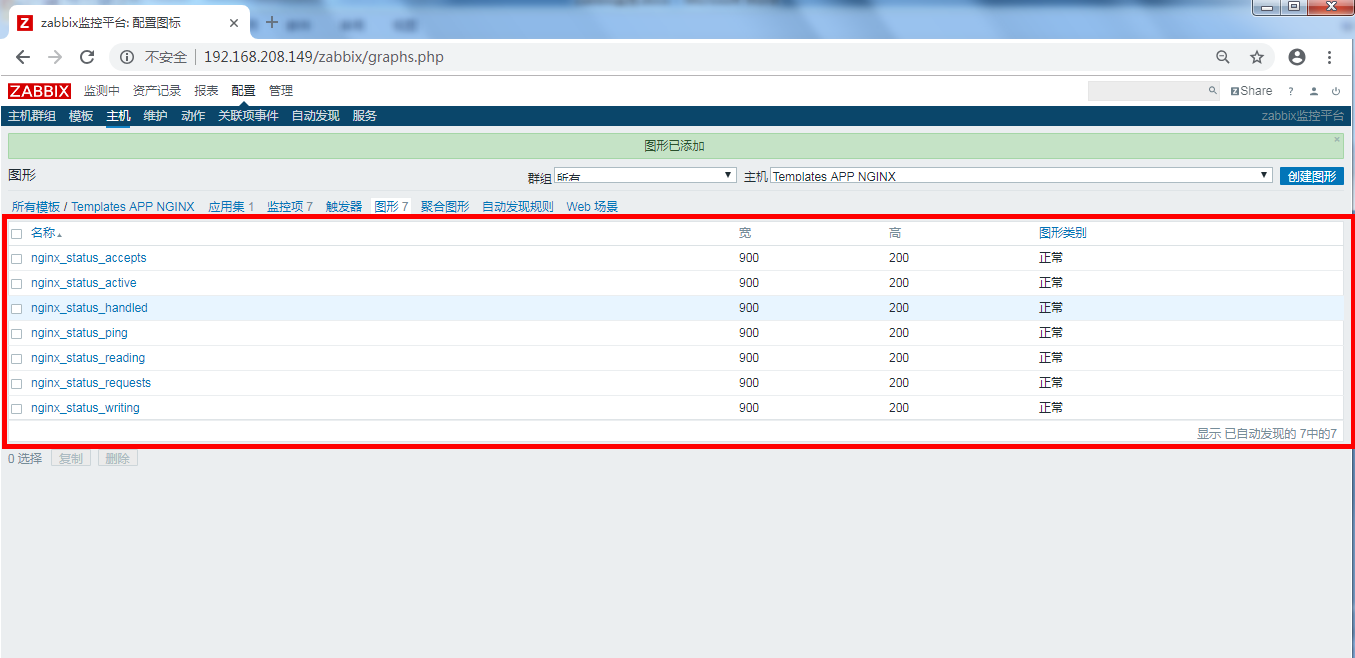 Z zabbix监控平台: 配置图标 × +
不安全 192.168.208.149/zabbix/graphs.php
ZABBIX 监测中 资产记录 报表 配置 管理 Z Share ?
主机群组 模板 主机 维护 动作 关联项事件 自动发现 服务 zabbix监控平台
图形已添加 ×
图形 群组 所有 主机 Templates APP NGINX 创建图形
所有模板 / Templates APP NGINX 应用集 1 监控项 7 触发器 图形 7 聚合图形 自动发现规则 Web 场景
名称 宽 高 图形类别
nginx_status_accepts 900 200 正常
nginx_status_active 900 200 正常
nginx_status_handled 900 200 正常
nginx_status_ping 900 200 正常
nginx_status_reading 900 200 正常
nginx_status_requests 900 200 正常
nginx_status_writing 900 200 正常
显示 已自动发现的 7中的7
0 选择 复制 删除